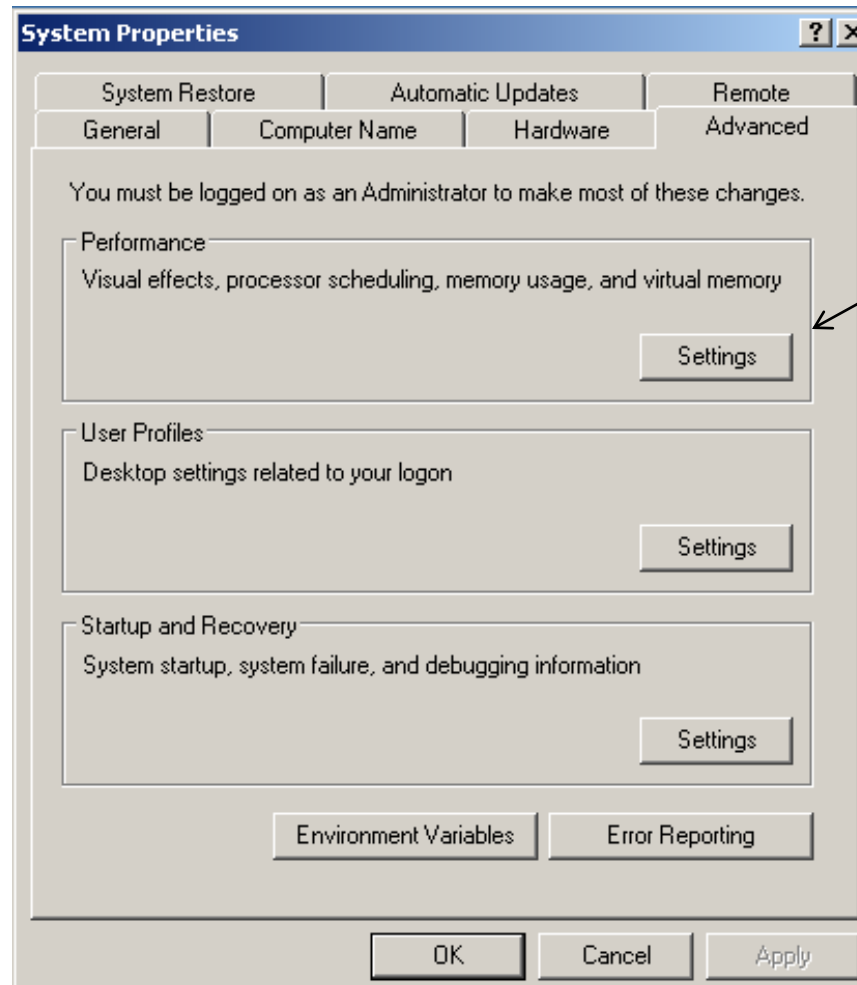 System Properties
System Restore Automatic Updates Remote
General Computer Name Hardware Advanced
You must be logged on as an Administrator to make most of these changes.
Performance
Visual effects, processor scheduling, memory usage, and virtual memory
Settings
User Profiles
Desktop settings related to your logon
Settings
Startup and Recovery
System startup, system failure, and debugging information
Settings
Environment Variables Error Reporting
OK Cancel Apply